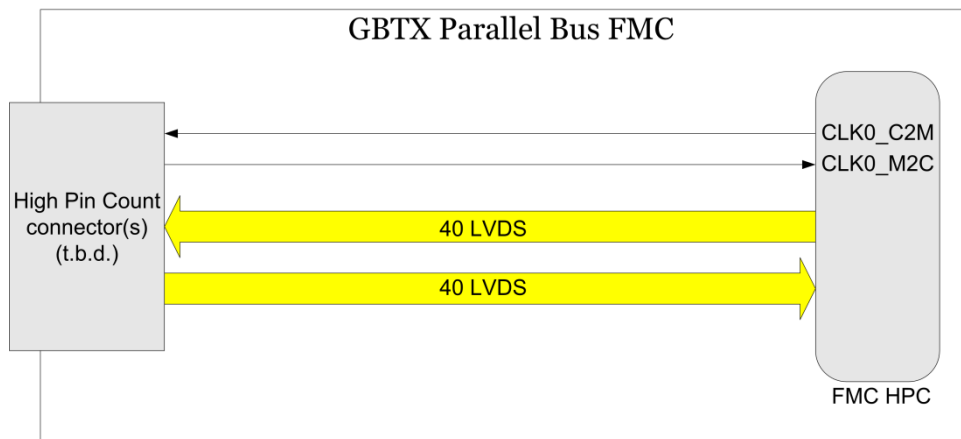 GBTX Parallel Bus FMC
CLK0_C2M
CLK0_M2C
High Pin Count
connector(s)
(t.b.d.)
40 LVDS
40 LVDS
FMC HPC